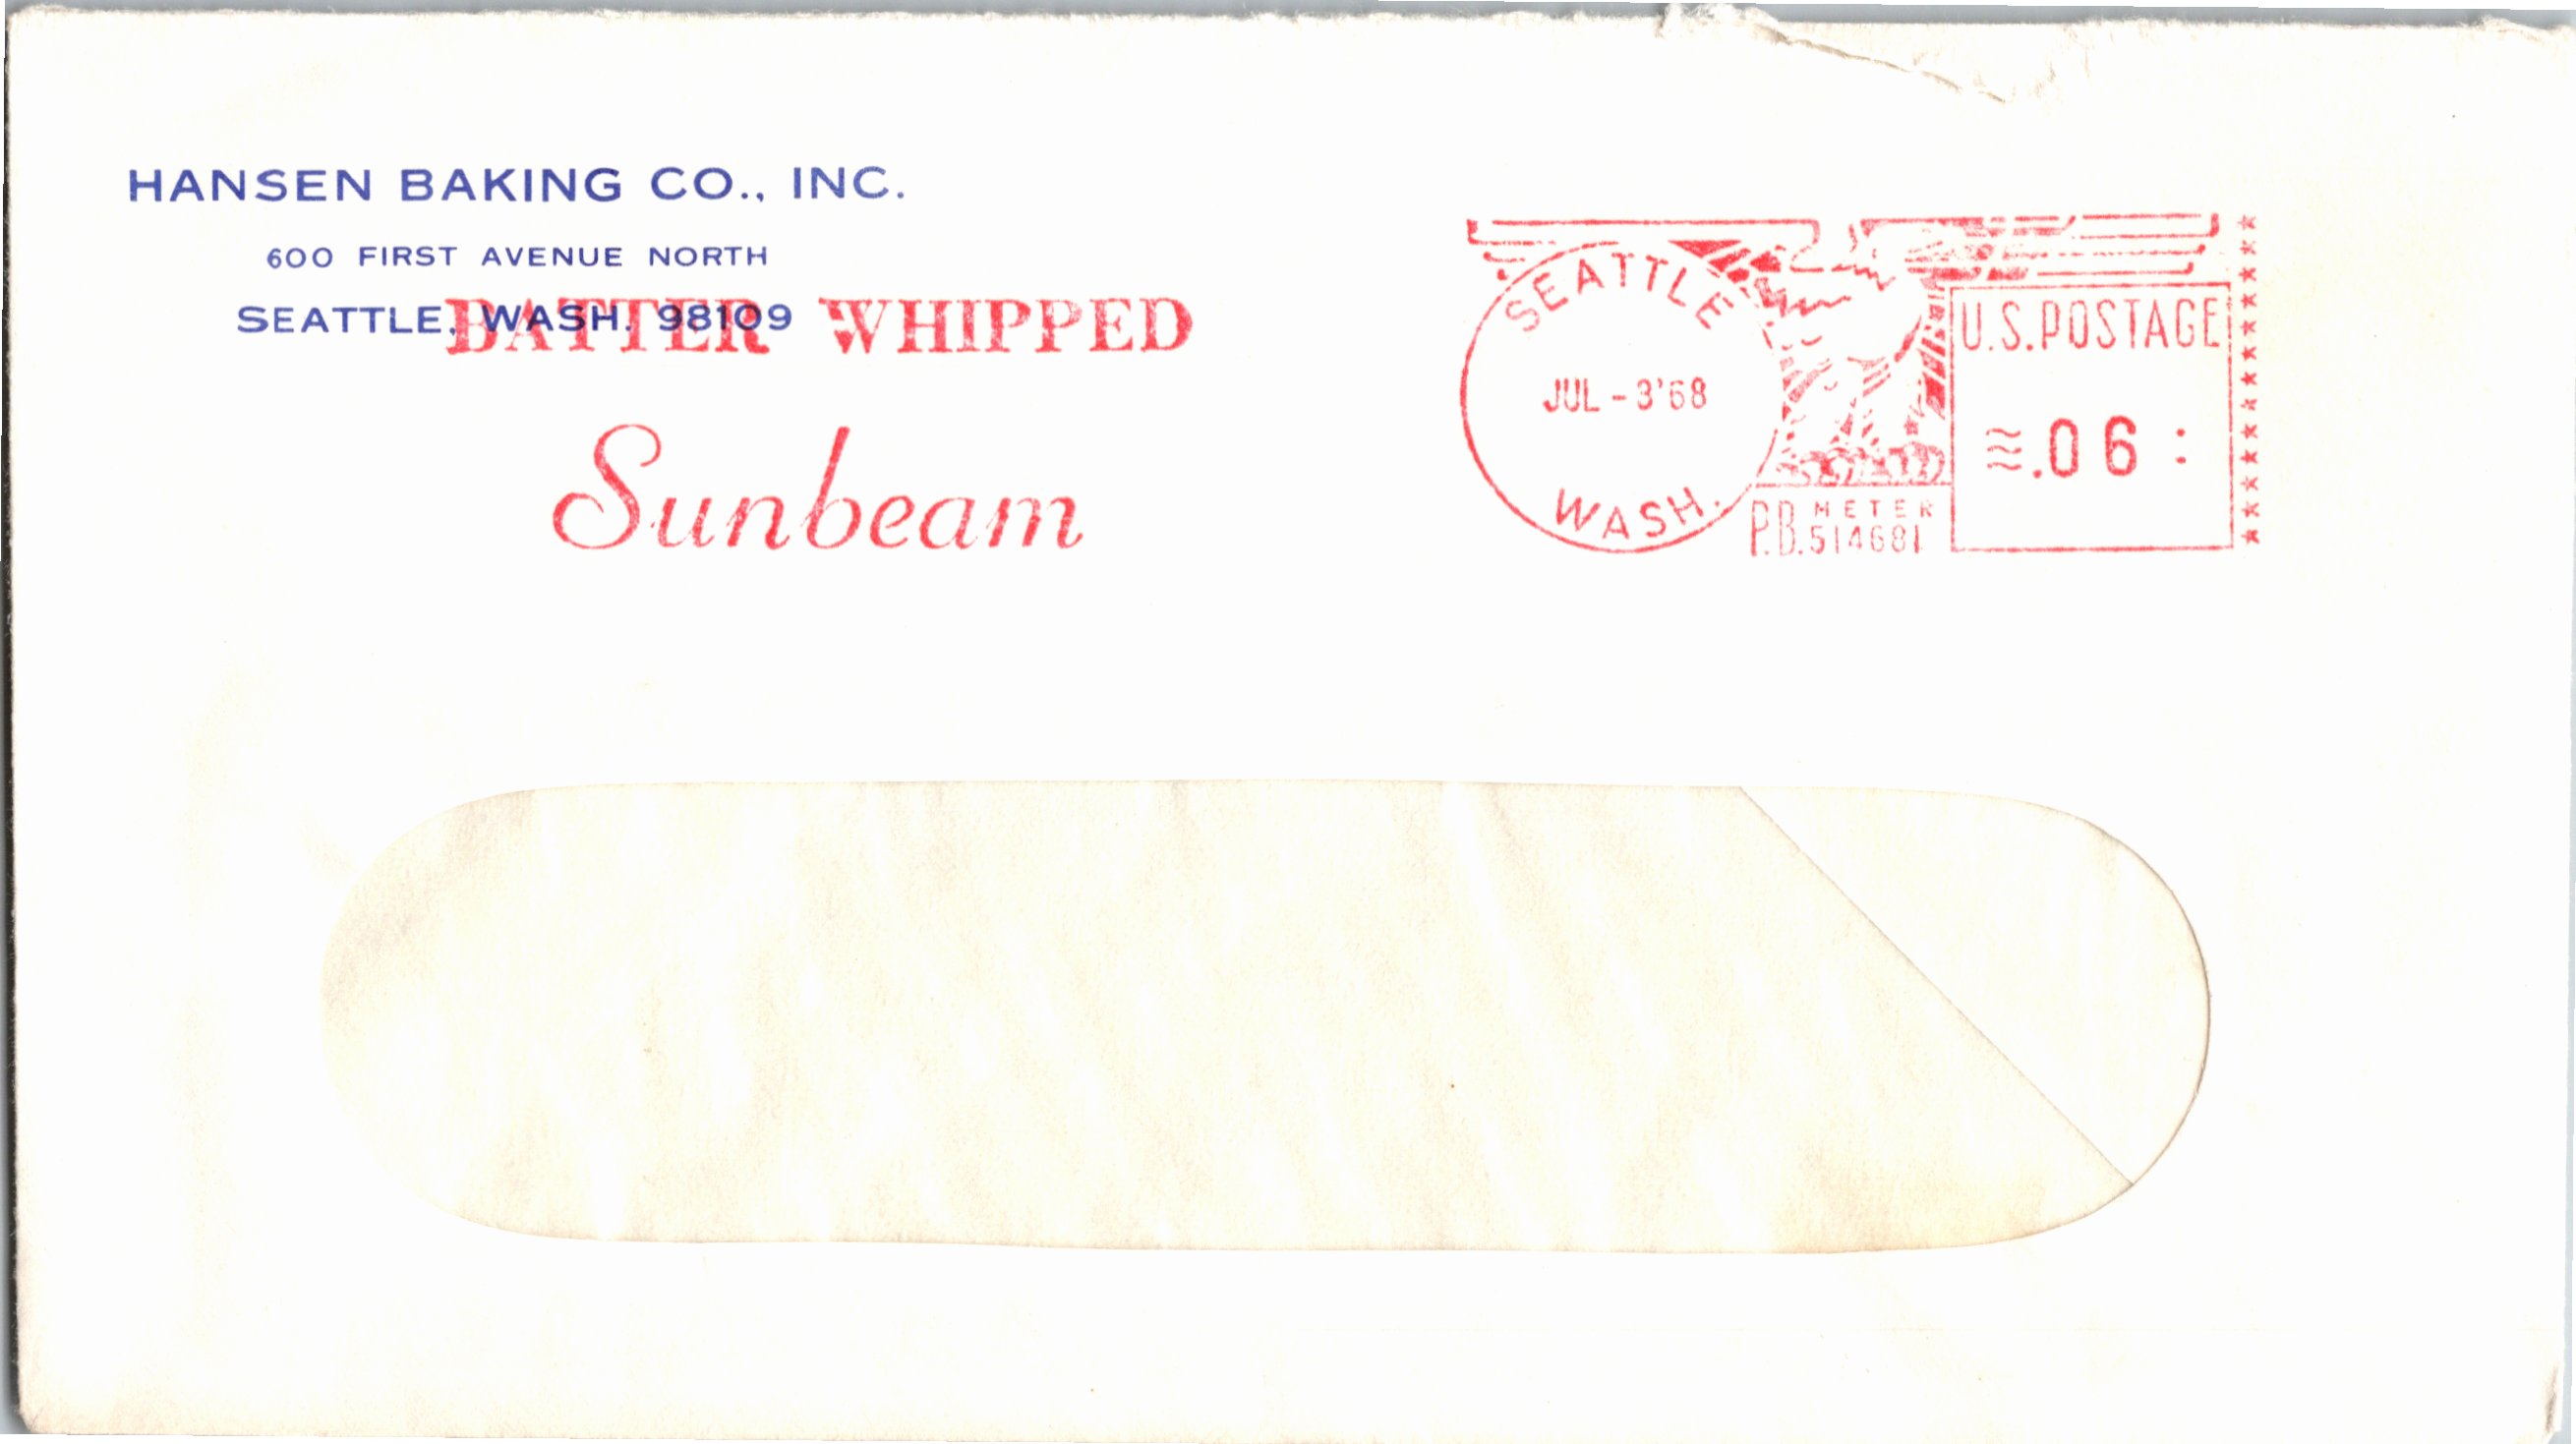 HANSEN BAKING CO., INC.
600 FIRST AVENUE NORTH
SEATTLE, WASH. 98109
BATTER WHIPPED
Sunbeam
SEATTLE
JUL - 3 '68
WASH.
P.B. METER
514681
U.S. POSTAGE
.06